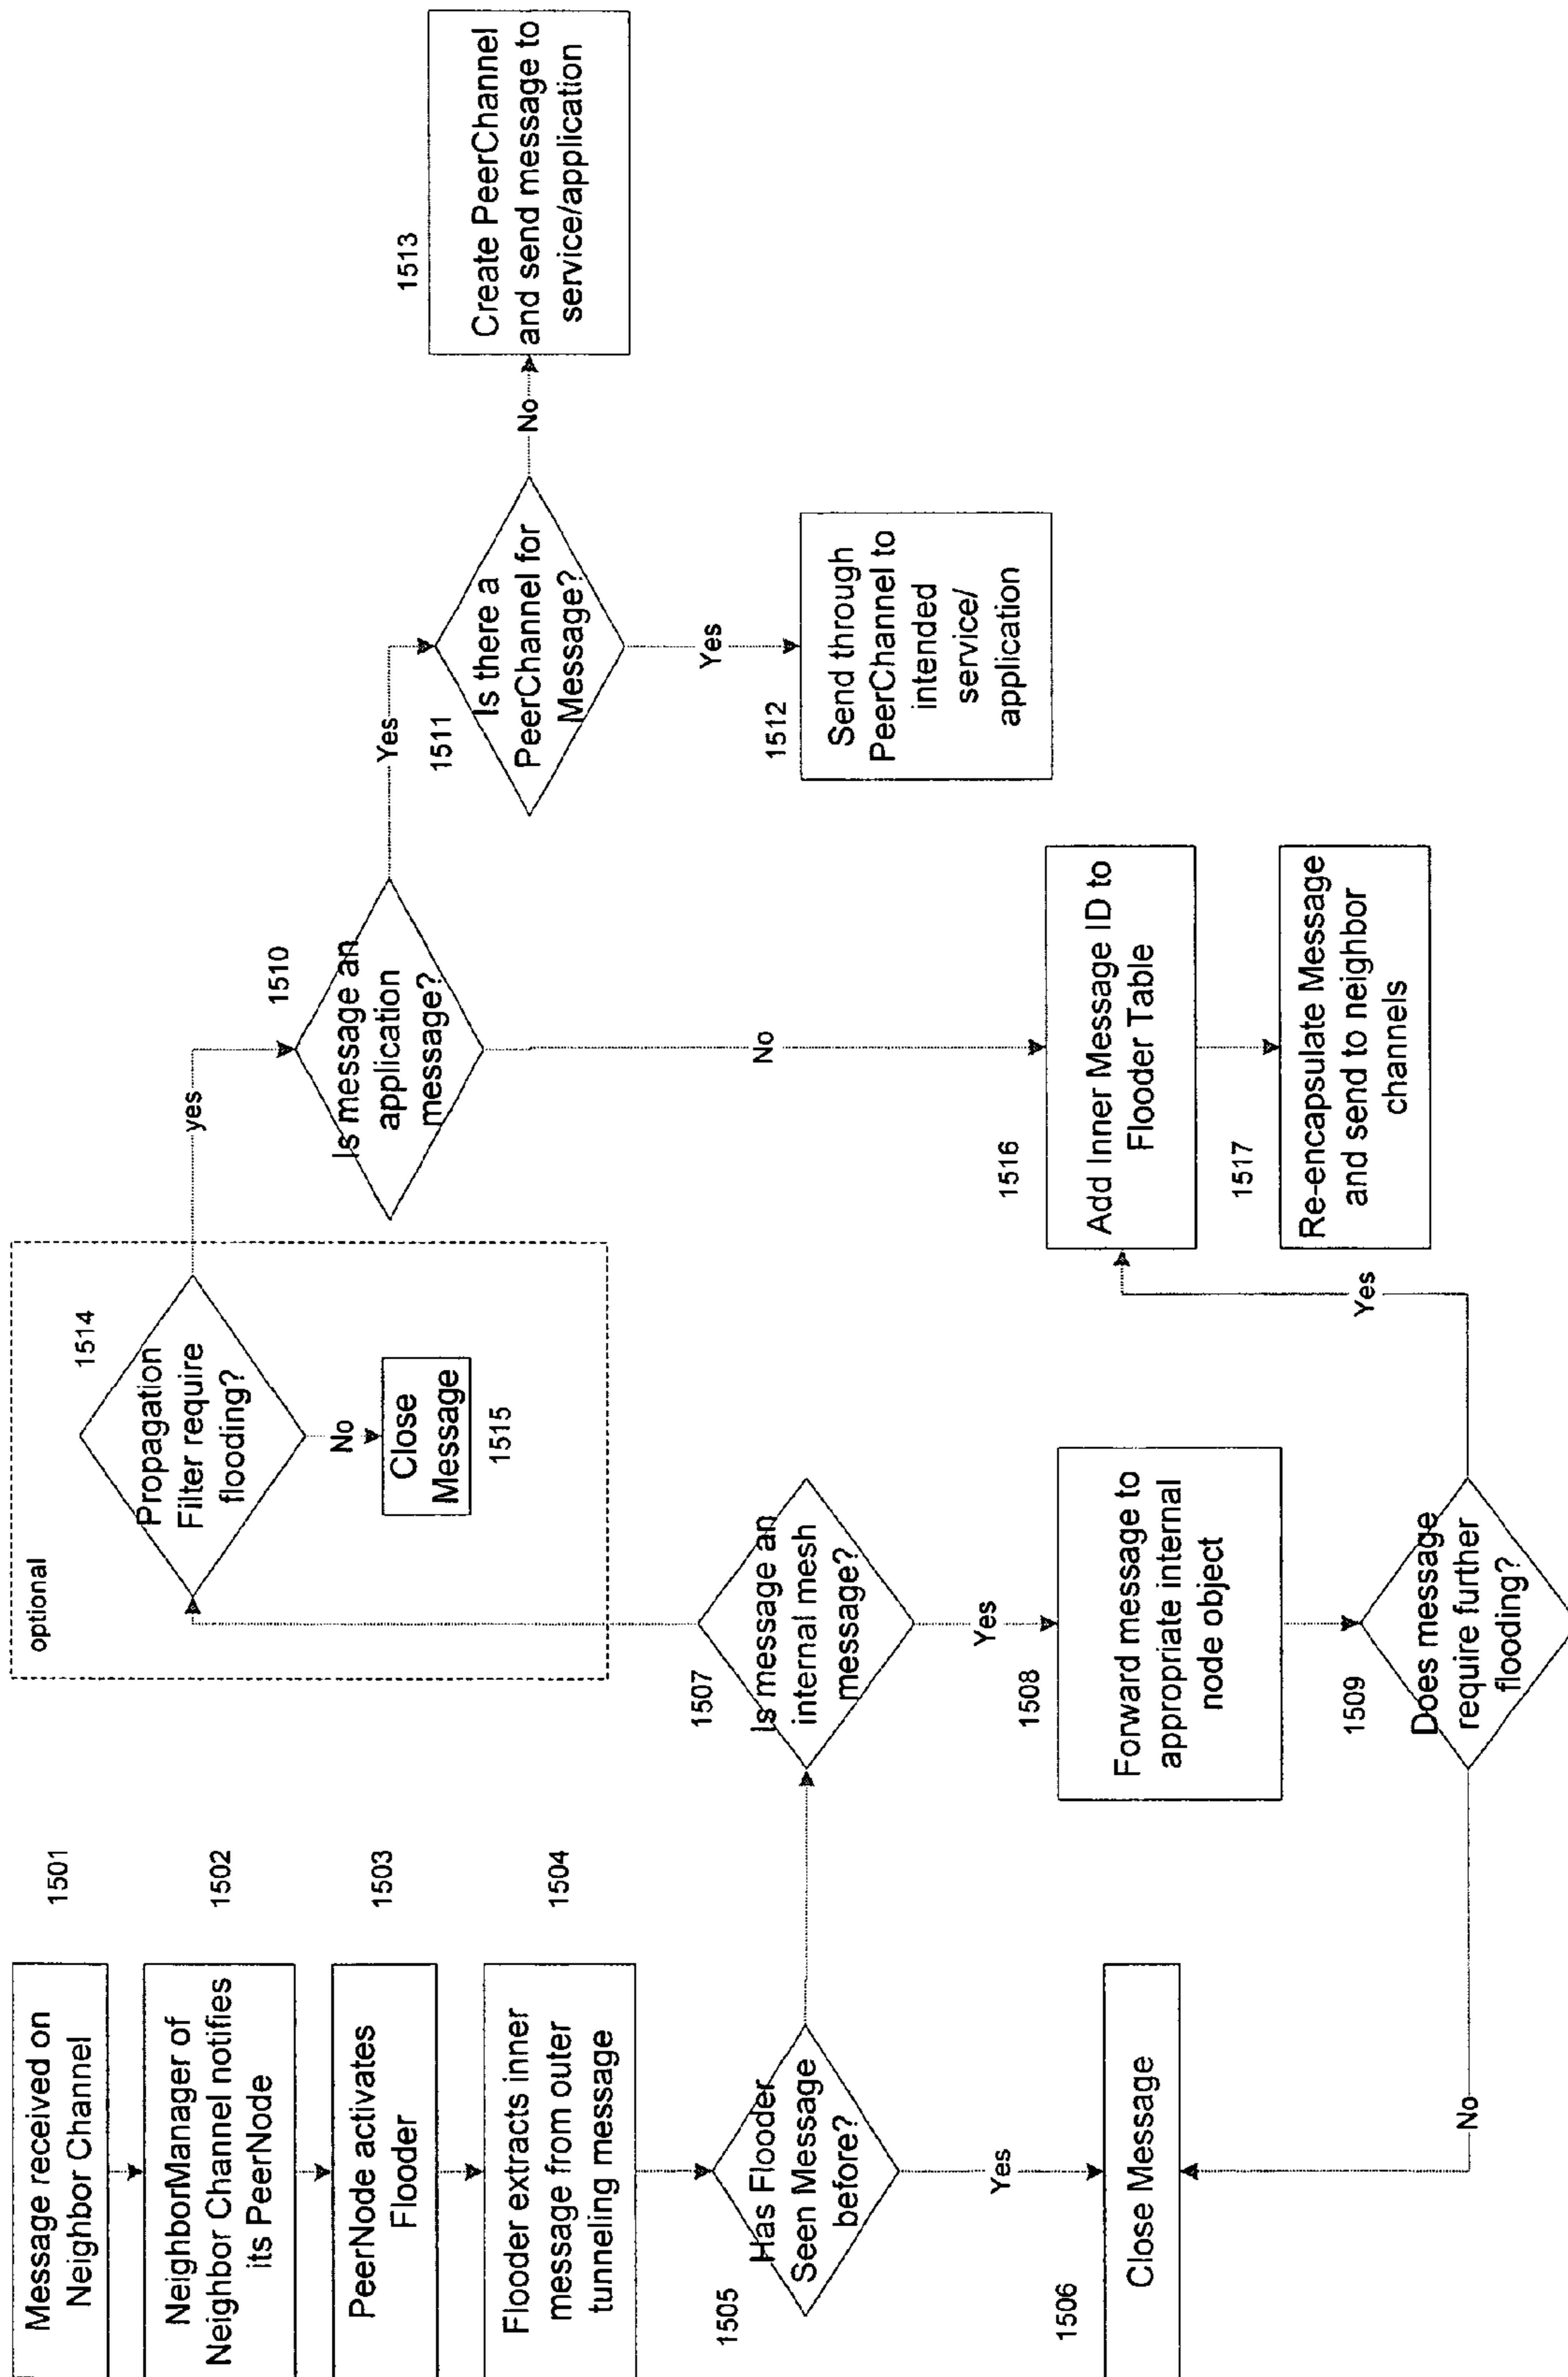 1501
Message received on
Neighbor Channel
1502
NeighborManager of
Neighbor Channel notifies
its PeerNode
1503
PeerNode activates
Flooder
1504
Flooder extracts inner
message from outer
tunneling message
1505
Has Flooder
Seen Message
before?
Yes
1506
Close Message
No
optional
1514
Propagation
Filter require
flooding?
No
Close
Message
1515
yes
1507
Is message an
internal mesh
message?
Yes
1508
Forward message to
appropriate internal
node object
1509
Does message
require further
flooding?
Yes
1510
Is message an
application
message?
Yes
No
1516
Add Inner Message ID to
Flooder Table
1517
Re-encapsulate Message
and send to neighbor
channels
1511
Is there a
PeerChannel for
Message?
Yes
No
1512
Send through
PeerChannel to
intended
service/
application
1513
Create PeerChannel
and send message to
service/application